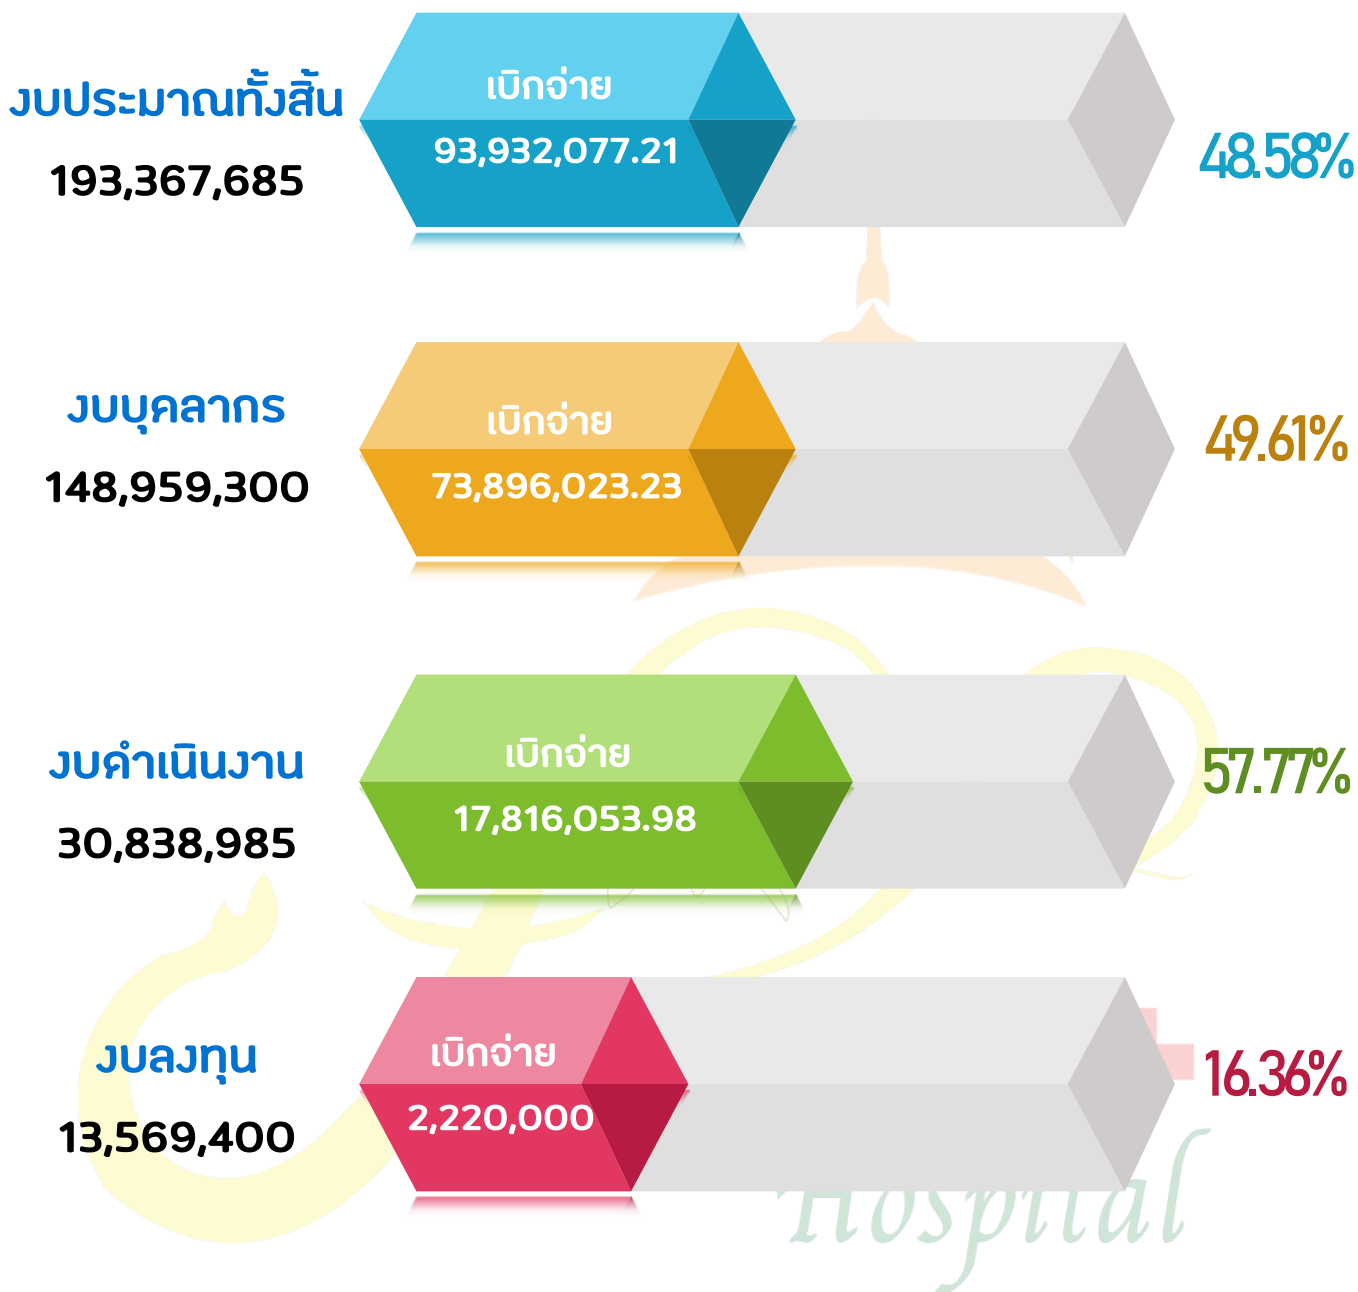 งบประมาณทั้งสิ้น
193,367,685
เบิกจ่าย
93,932,077.21
48.58%
งบบุคลากร
148,959,300
เบิกจ่าย
73,896,023.23
49.61%
งบดำเนินงาน
30,838,985
เบิกจ่าย
17,816,053.98
57.77%
งบลงทุน
13,569,400
เบิกจ่าย
2,220,000
16.36%
Hospital